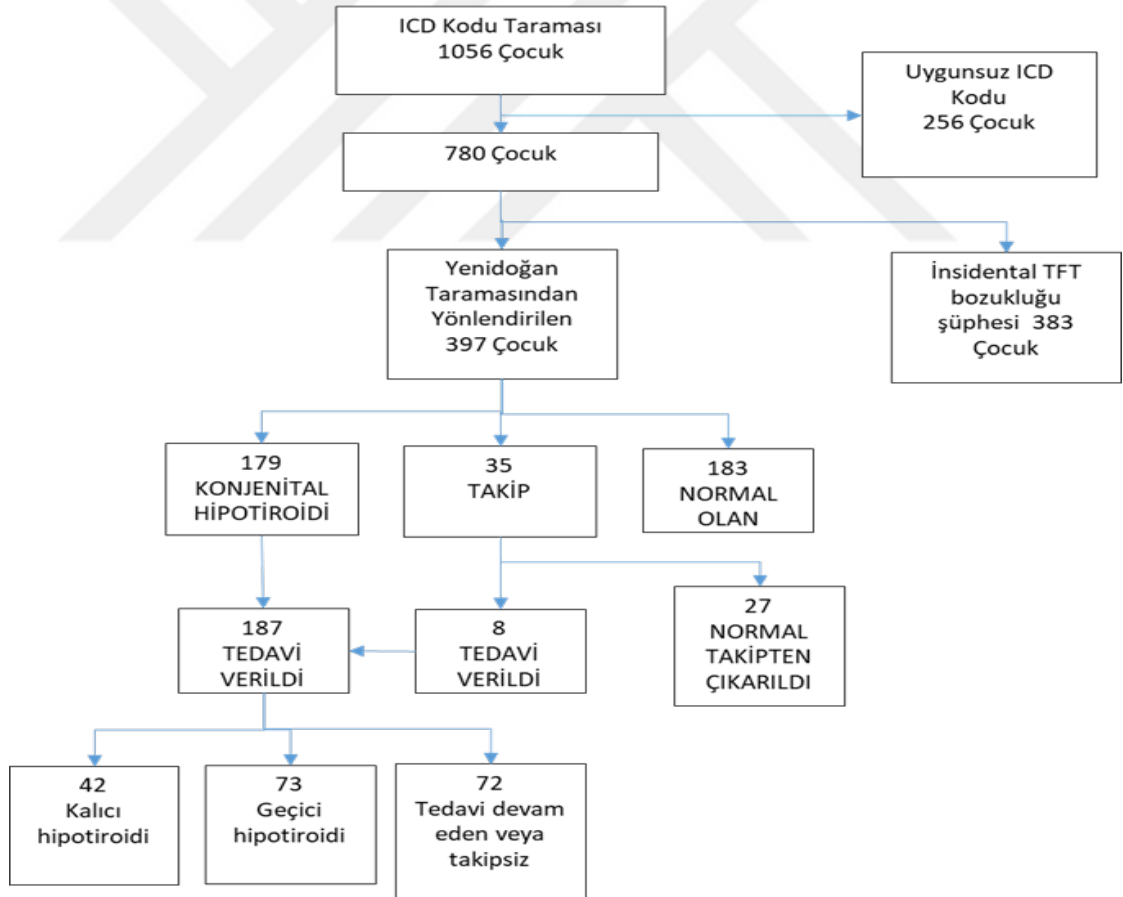 ICD Kodu Taraması
1056 Çocuk
Uygunsuz ICD
Kodu
256 Çocuk
780 Çocuk
Yenidoğan
Taramasından
Yönlendirilen
397 Çocuk
İnsidental TFT
bozukluğu
şüphesi 383
Çocuk
179
KONJENİTAL
HİPOTİROİDİ
35
TAKİP
183
NORMAL
OLAN
187
TEDAVİ
VERİLDİ
8
TEDAVİ
VERİLDİ
27
NORMAL
TAKİPTEN
ÇIKARILDI
42
Kalıcı
hipotiroidi
73
Geçici
hipotiroidi
72
Tedavi devam
eden veya
takipsiz